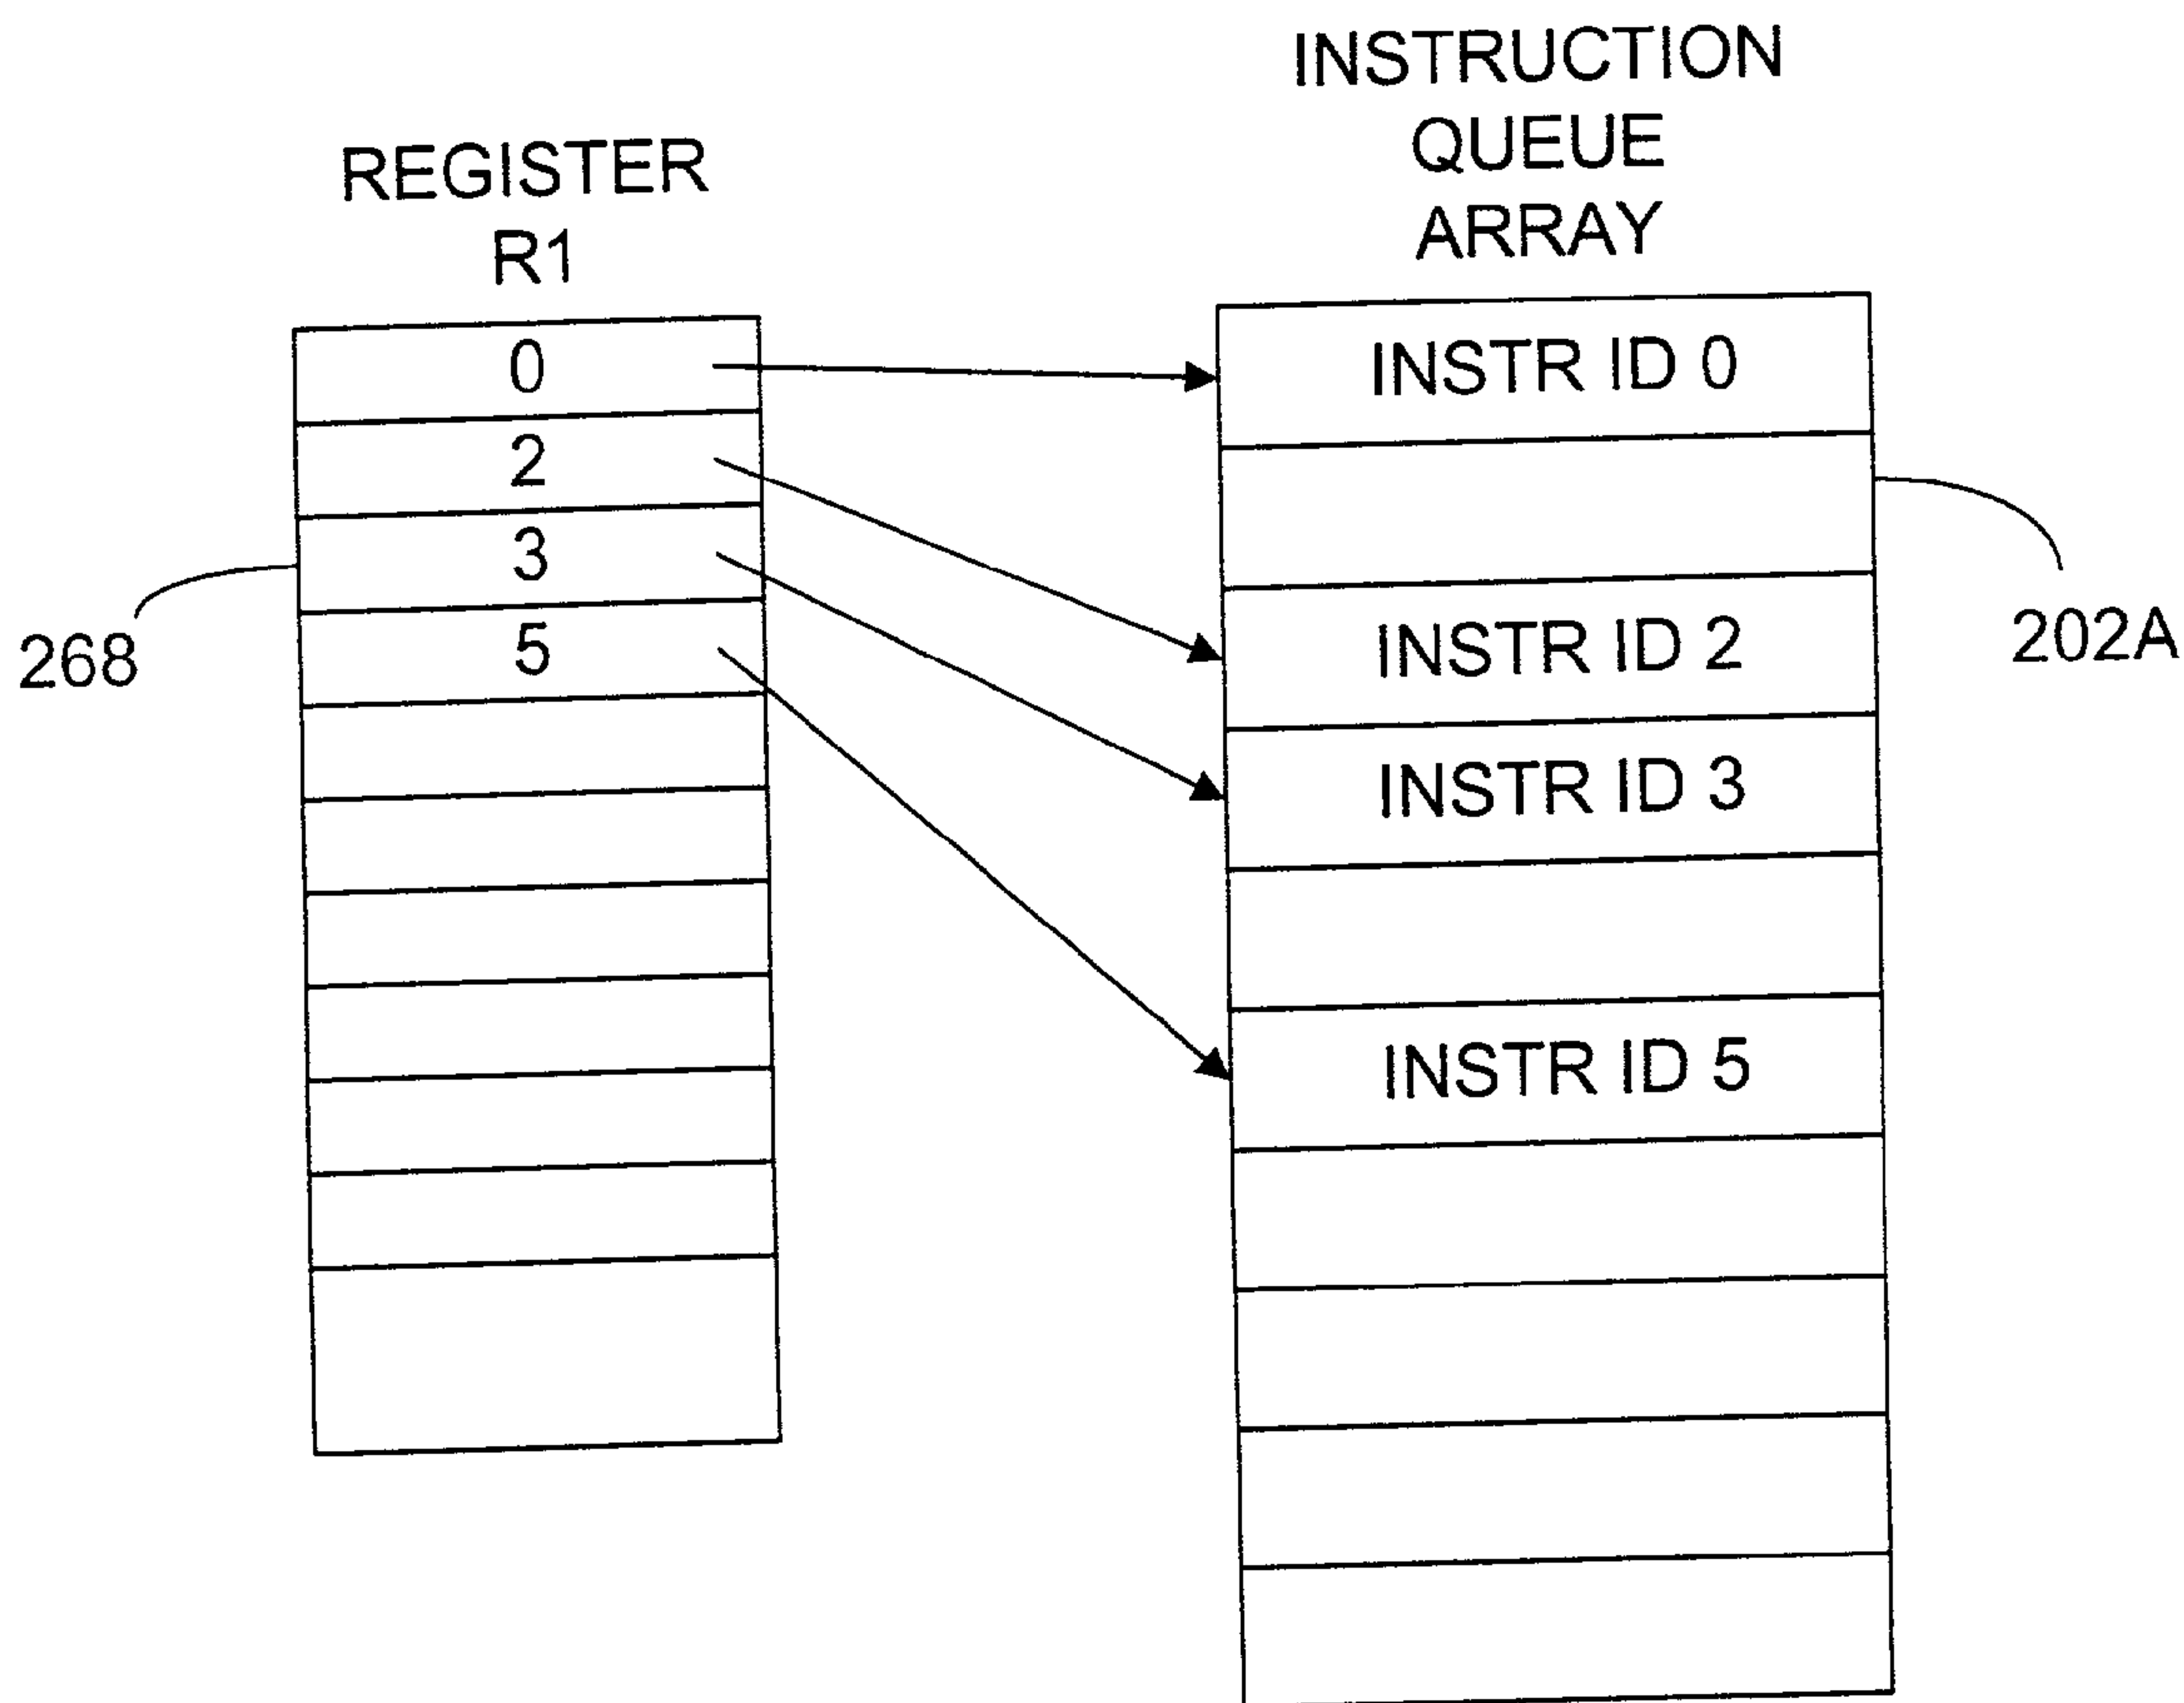 REGISTER
R1
0
2
3
5
268
INSTRUCTION
QUEUE
ARRAY
INSTR ID 0
INSTR ID 2
INSTR ID 3
INSTR ID 5
202A